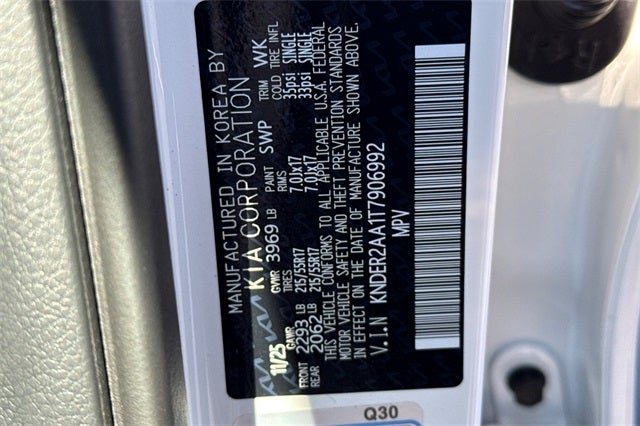 MANUFACTURED IN KOREA BY
KIA CORPORATION
11/25 GVWR 3969 LB PAINT SWP TRIM WK
GAWR TIRES RIMS COLD TIRE INFL
FRONT 2293 LB 215/55R17 7.0Jx17 35psi SINGLE
REAR 2062 LB 215/55R17 7.0Jx17 33psi SINGLE
THIS VEHICLE CONFORMS TO ALL APPLICABLE U.S.A. FEDERAL
MOTOR VEHICLE SAFETY AND THEFT PREVENTION STANDARDS
IN EFFECT ON THE DATE OF MANUFACTURE SHOWN ABOVE.
V.I.N KNDER2AA1T7906992
MPV
Q30